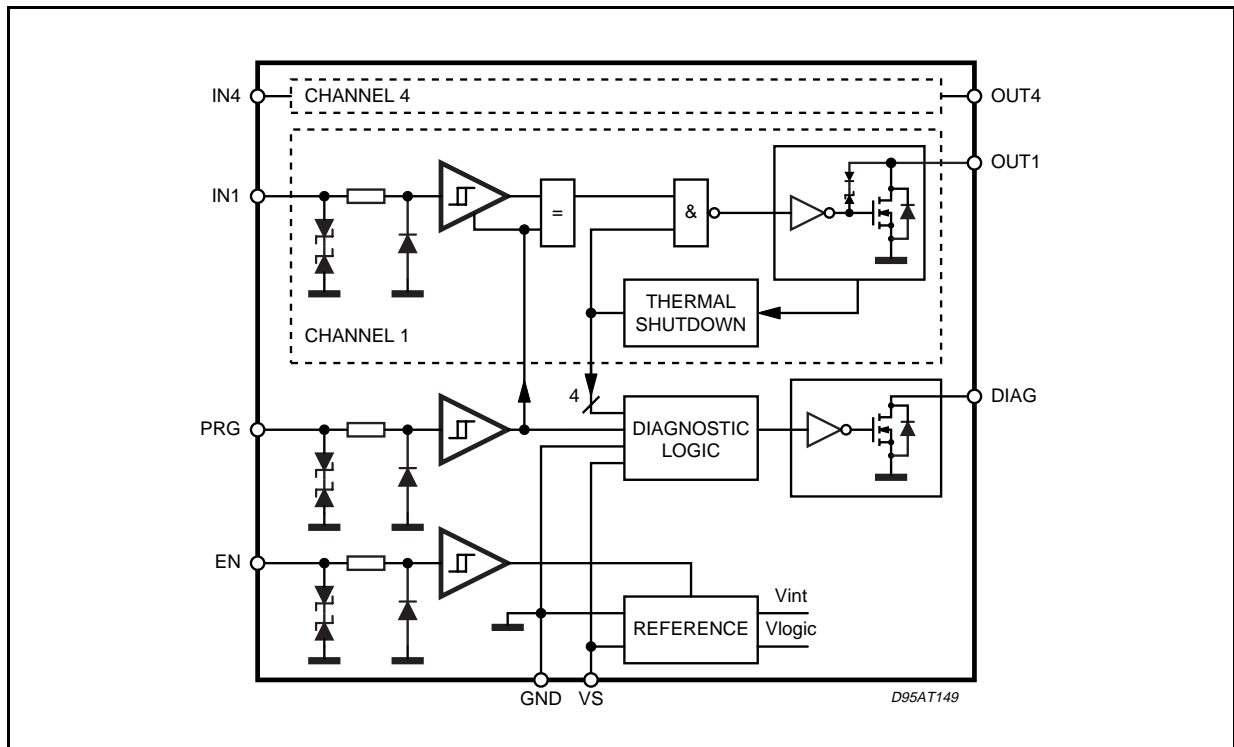 IN4
CHANNEL 4
OUT4
OUT1
IN1
=
&
THERMAL
SHUTDOWN
CHANNEL 1
4
DIAG
PRG
DIAGNOSTIC
LOGIC
EN
Vint
REFERENCE
Vlogic
GND
VS
D95AT149